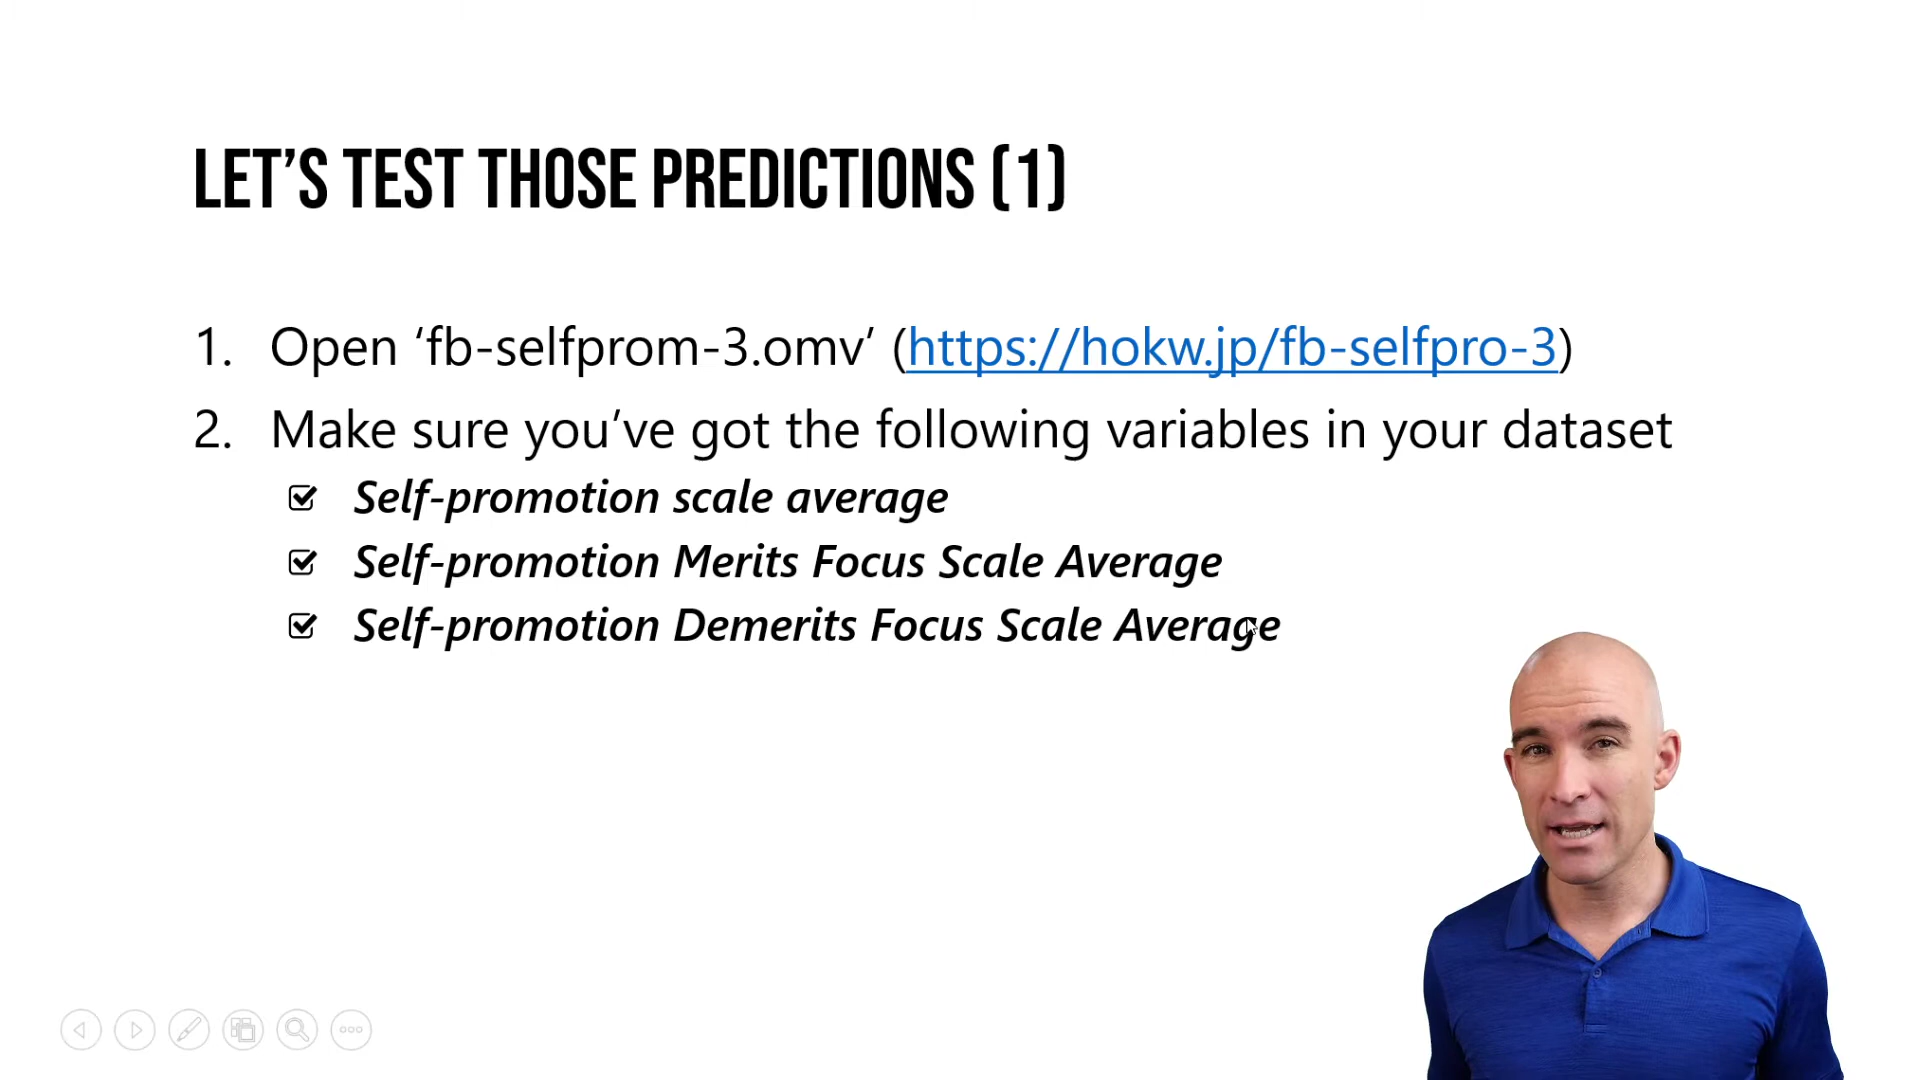 LET’S TEST THOSE PREDICTIONS (1)
1. Open ‘fb-selfprom-3.omv’ (https://hokw.jp/fb-selfpro-3)
2. Make sure you’ve got the following variables in your dataset
Self-promotion scale average
Self-promotion Merits Focus Scale Average
Self-promotion Demerits Focus Scale Average